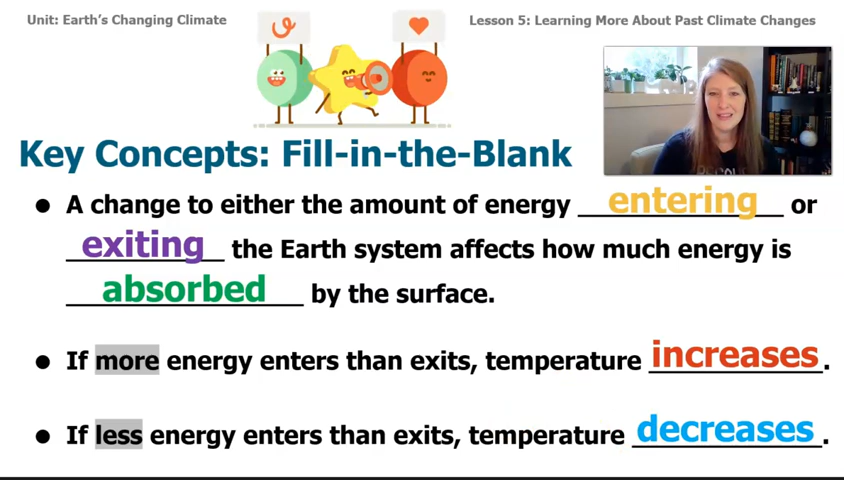 Unit: Earth's Changing Climate
Lesson 5: Learning More About Past Climate Changes
Key Concepts: Fill-in-the-Blank
● A change to either the amount of energy entering or
exiting the Earth system affects how much energy is
absorbed by the surface.
● If more energy enters than exits, temperature increases.
● If less energy enters than exits, temperature decreases.